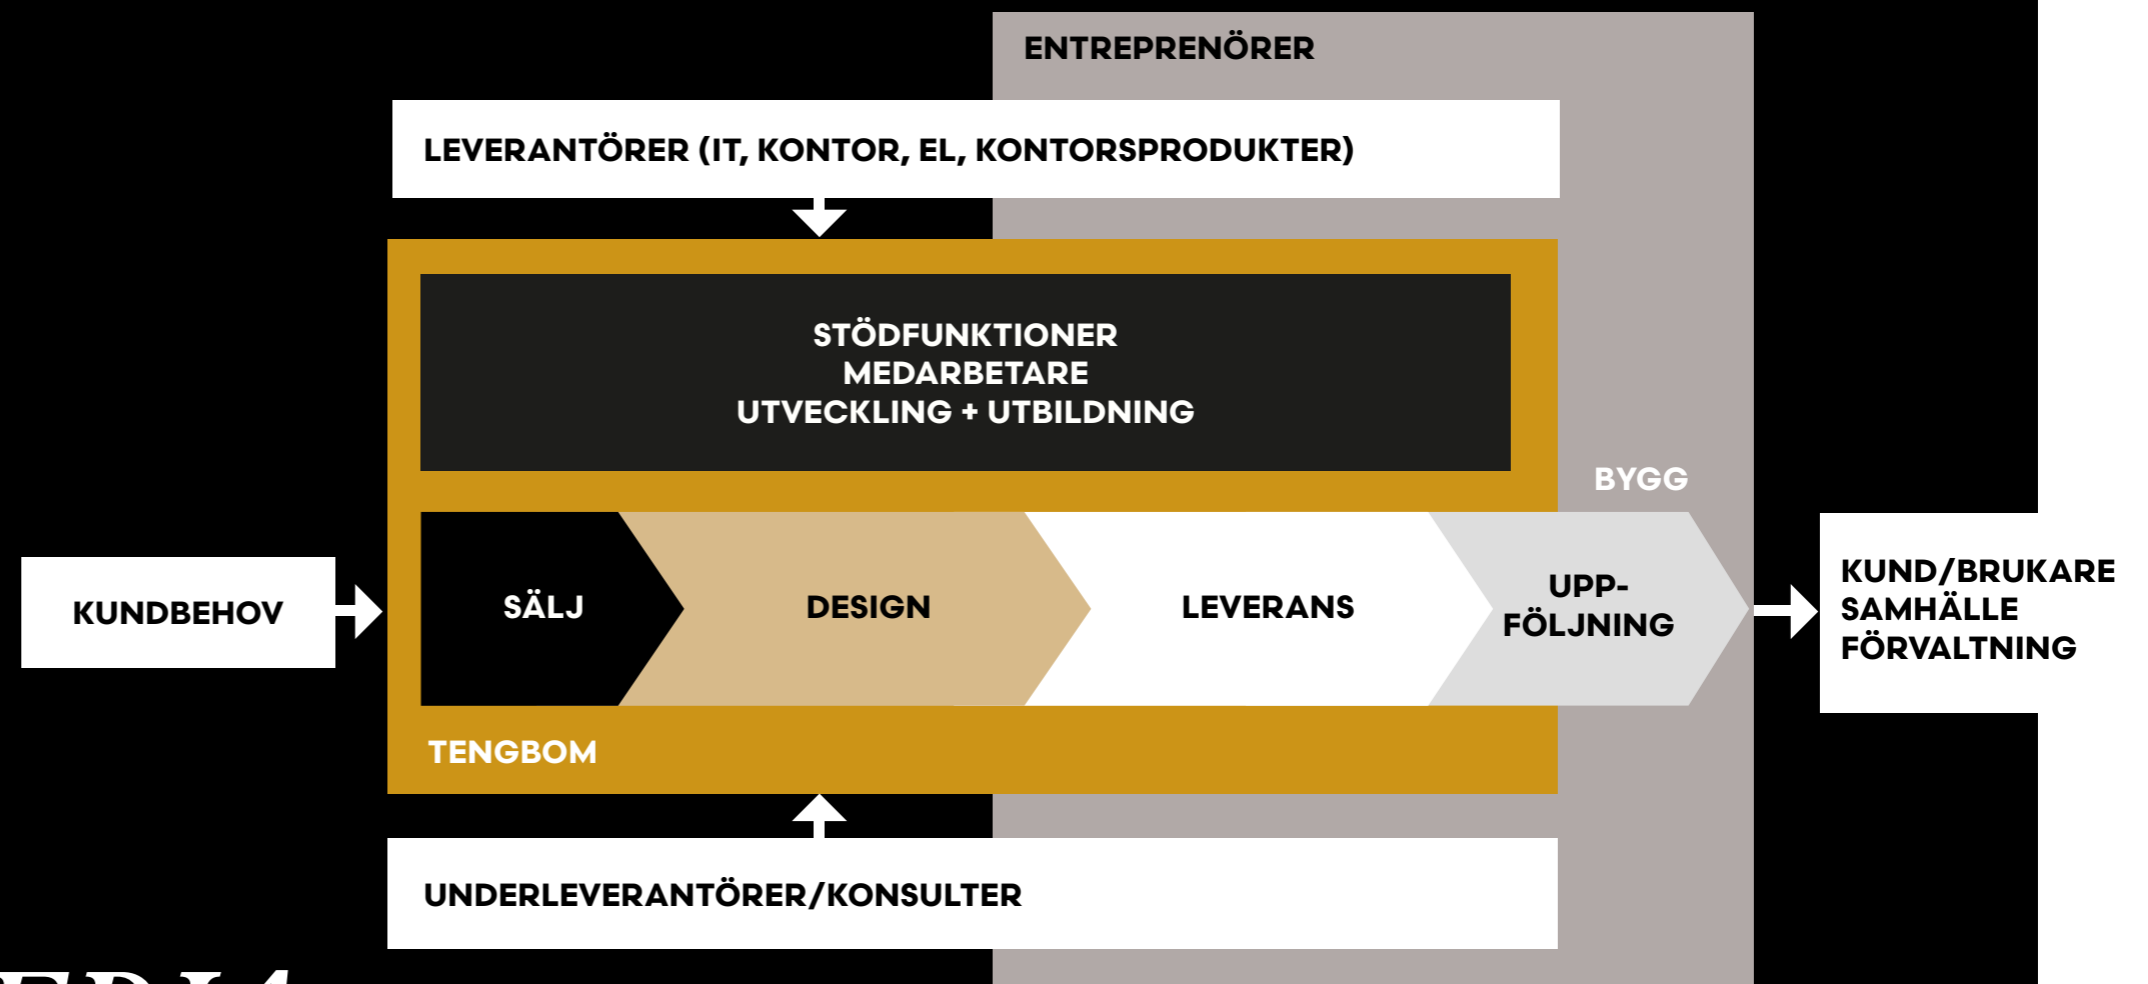 ENTREPRENÖRER
LEVERANTÖRER (IT, KONTOR, EL, KONTORSPRODUKTER)
STÖDFUNKTIONER
MEDARBETARE
UTVECKLING + UTBILDNING
BYGG
KUNDBEHOV
SÄLJ
DESIGN
LEVERANS
UPP-
FÖLJNING
KUND/BRUKARE
SAMHÄLLE
FÖRVALTNING
TENGBOM
UNDERLEVERANTÖRER/KONSULTER